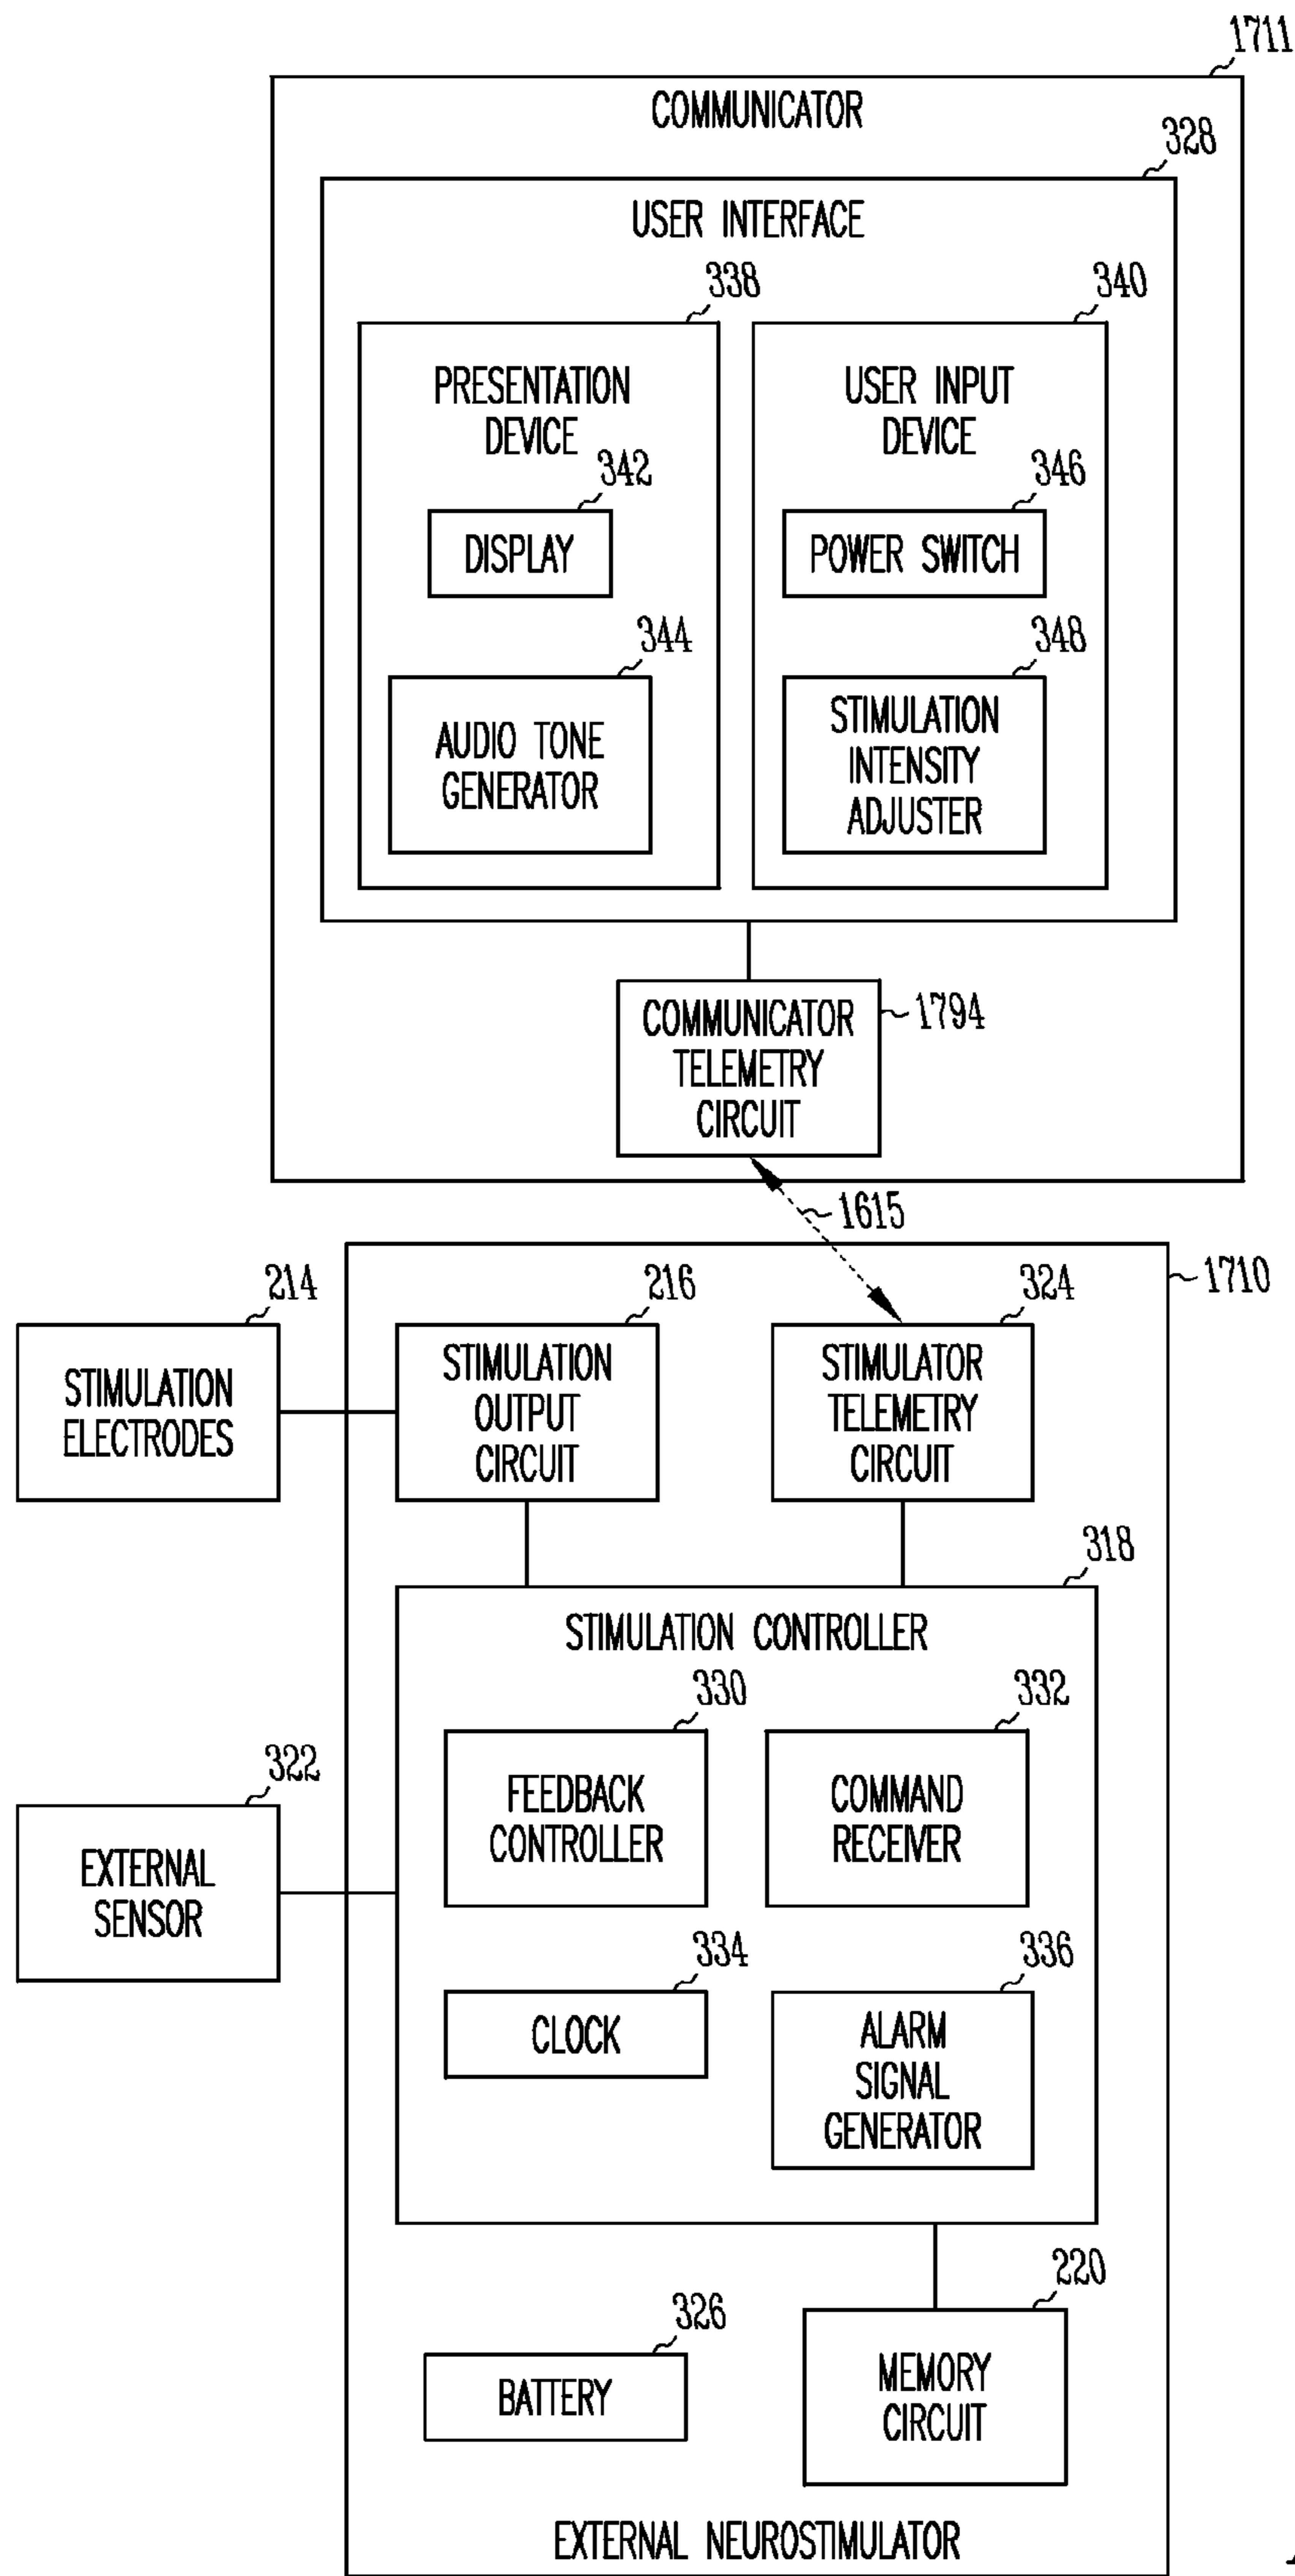 1711
COMMUNICATOR
328
USER INTERFACE
338
340
PRESENTATION
DEVICE
USER INPUT
DEVICE
342
346
DISPLAY
POWER SWITCH
344
348
AUDIO TONE
GENERATOR
STIMULATION
INTENSITY
ADJUSTER
COMMUNICATOR
TELEMETRY
CIRCUIT
1794
1615
1710
214
216
324
STIMULATION
ELECTRODES
STIMULATION
OUTPUT
CIRCUIT
STIMULATOR
TELEMETRY
CIRCUIT
318
STIMULATION CONTROLLER
330
332
322
FEEDBACK
CONTROLLER
COMMAND
RECEIVER
EXTERNAL
SENSOR
334
336
CLOCK
ALARM
SIGNAL
GENERATOR
220
326
BATTERY
MEMORY
CIRCUIT
EXTERNAL NEUROSTIMULATOR